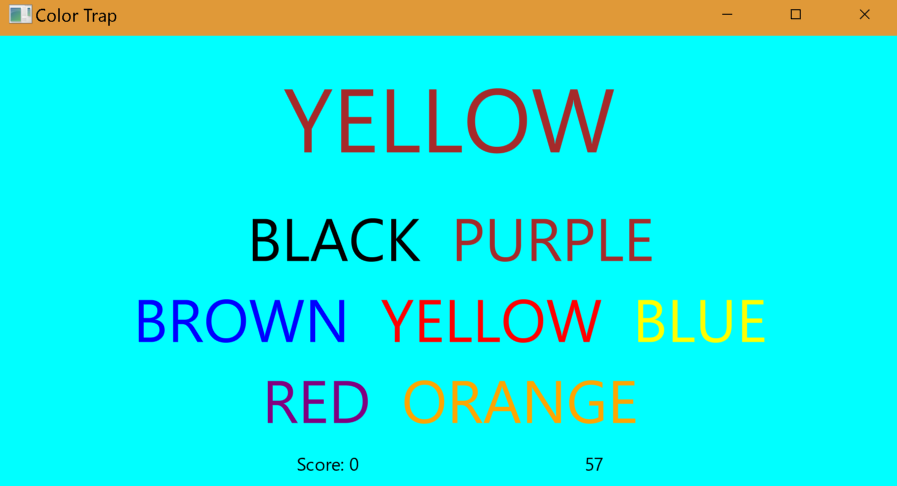 Color Trap
YELLOW
BLACK PURPLE
BROWN YELLOW BLUE
RED ORANGE
Score: 0 57